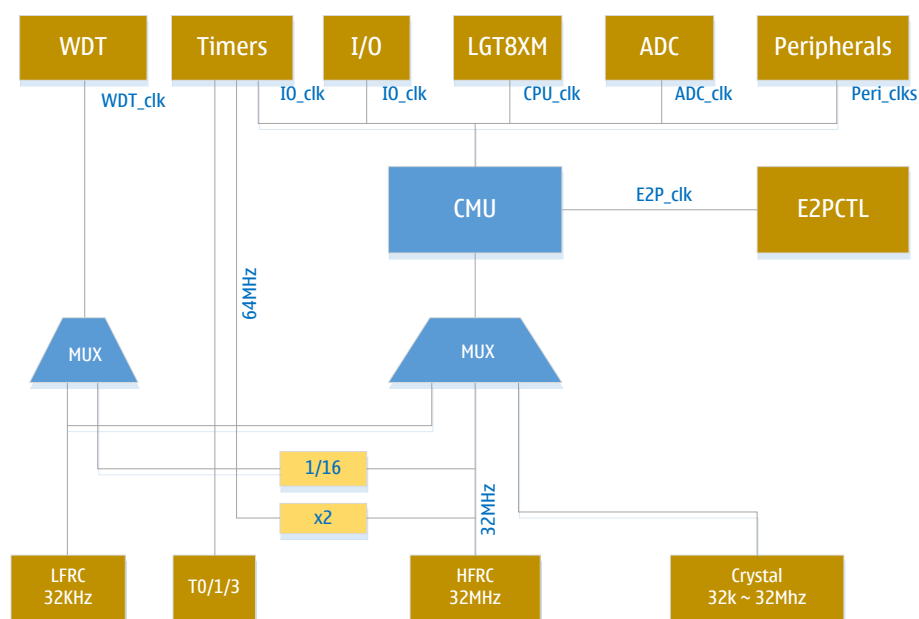 WDT
Timers
I/O
LGT8XM
ADC
Peripherals
WDT_clk
IO_clk
IO_clk
CPU_clk
ADC_clk
Peri_clks
CMU
E2P_clk
E2PCTL
64MHz
MUX
MUX
1/16
x2
32MHz
LFRC
32KHz
T0/1/3
HFRC
32MHz
Crystal
32k ~ 32Mhz